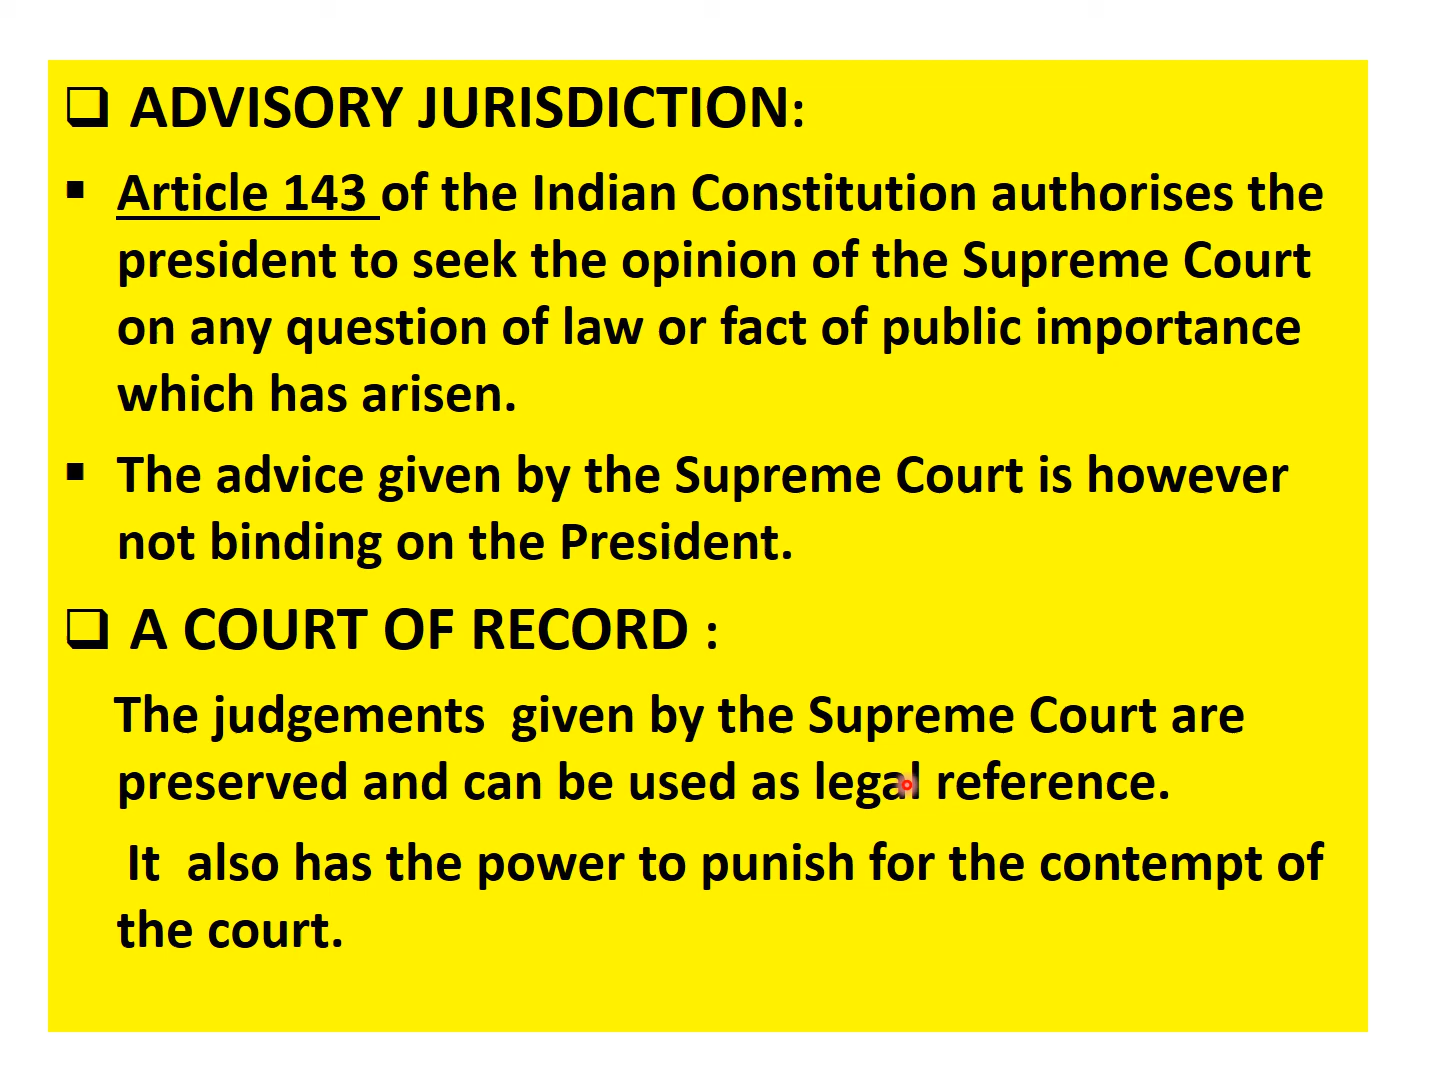 ❑ ADVISORY JURISDICTION:
▪ Article 143 of the Indian Constitution authorises the
president to seek the opinion of the Supreme Court
on any question of law or fact of public importance
which has arisen.
▪ The advice given by the Supreme Court is however
not binding on the President.
❑ A COURT OF RECORD :
The judgements  given by the Supreme Court are
preserved and can be used as legal reference.
It  also has the power to punish for the contempt of
the court.